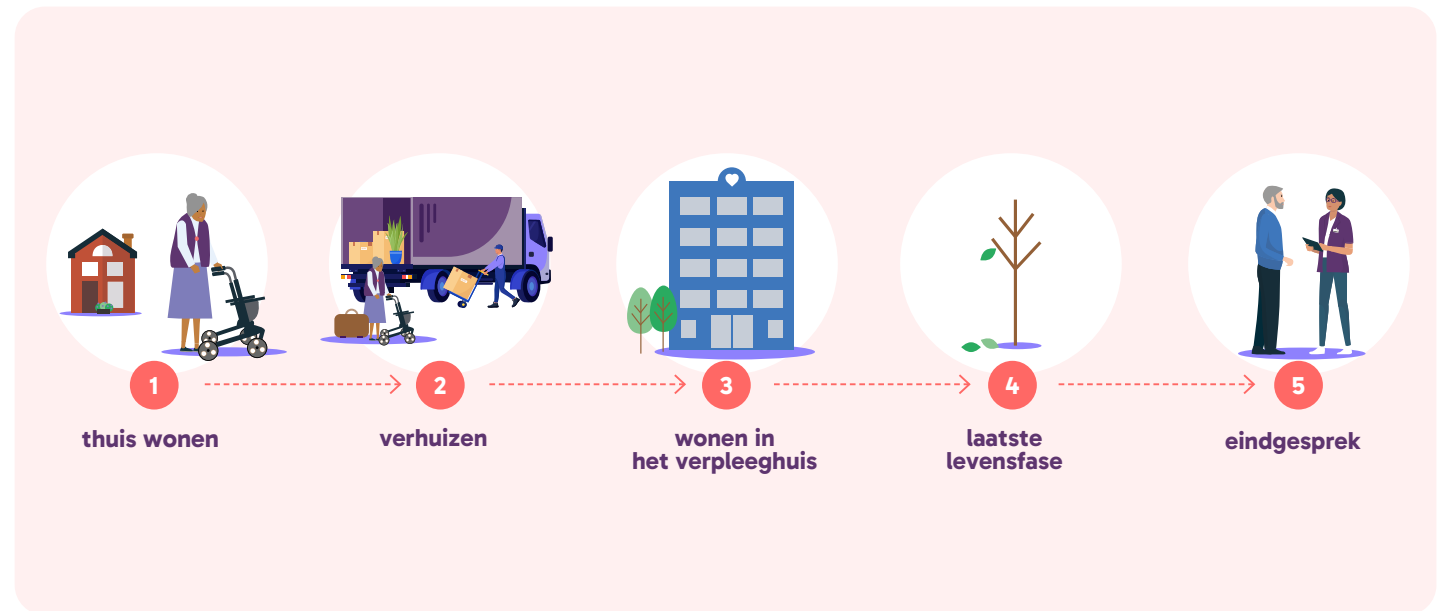 1
2
3
4
5
thuis wonen
verhuizen
wonen in
het verpleeghuis
laatste
levensfase
eindgesprek